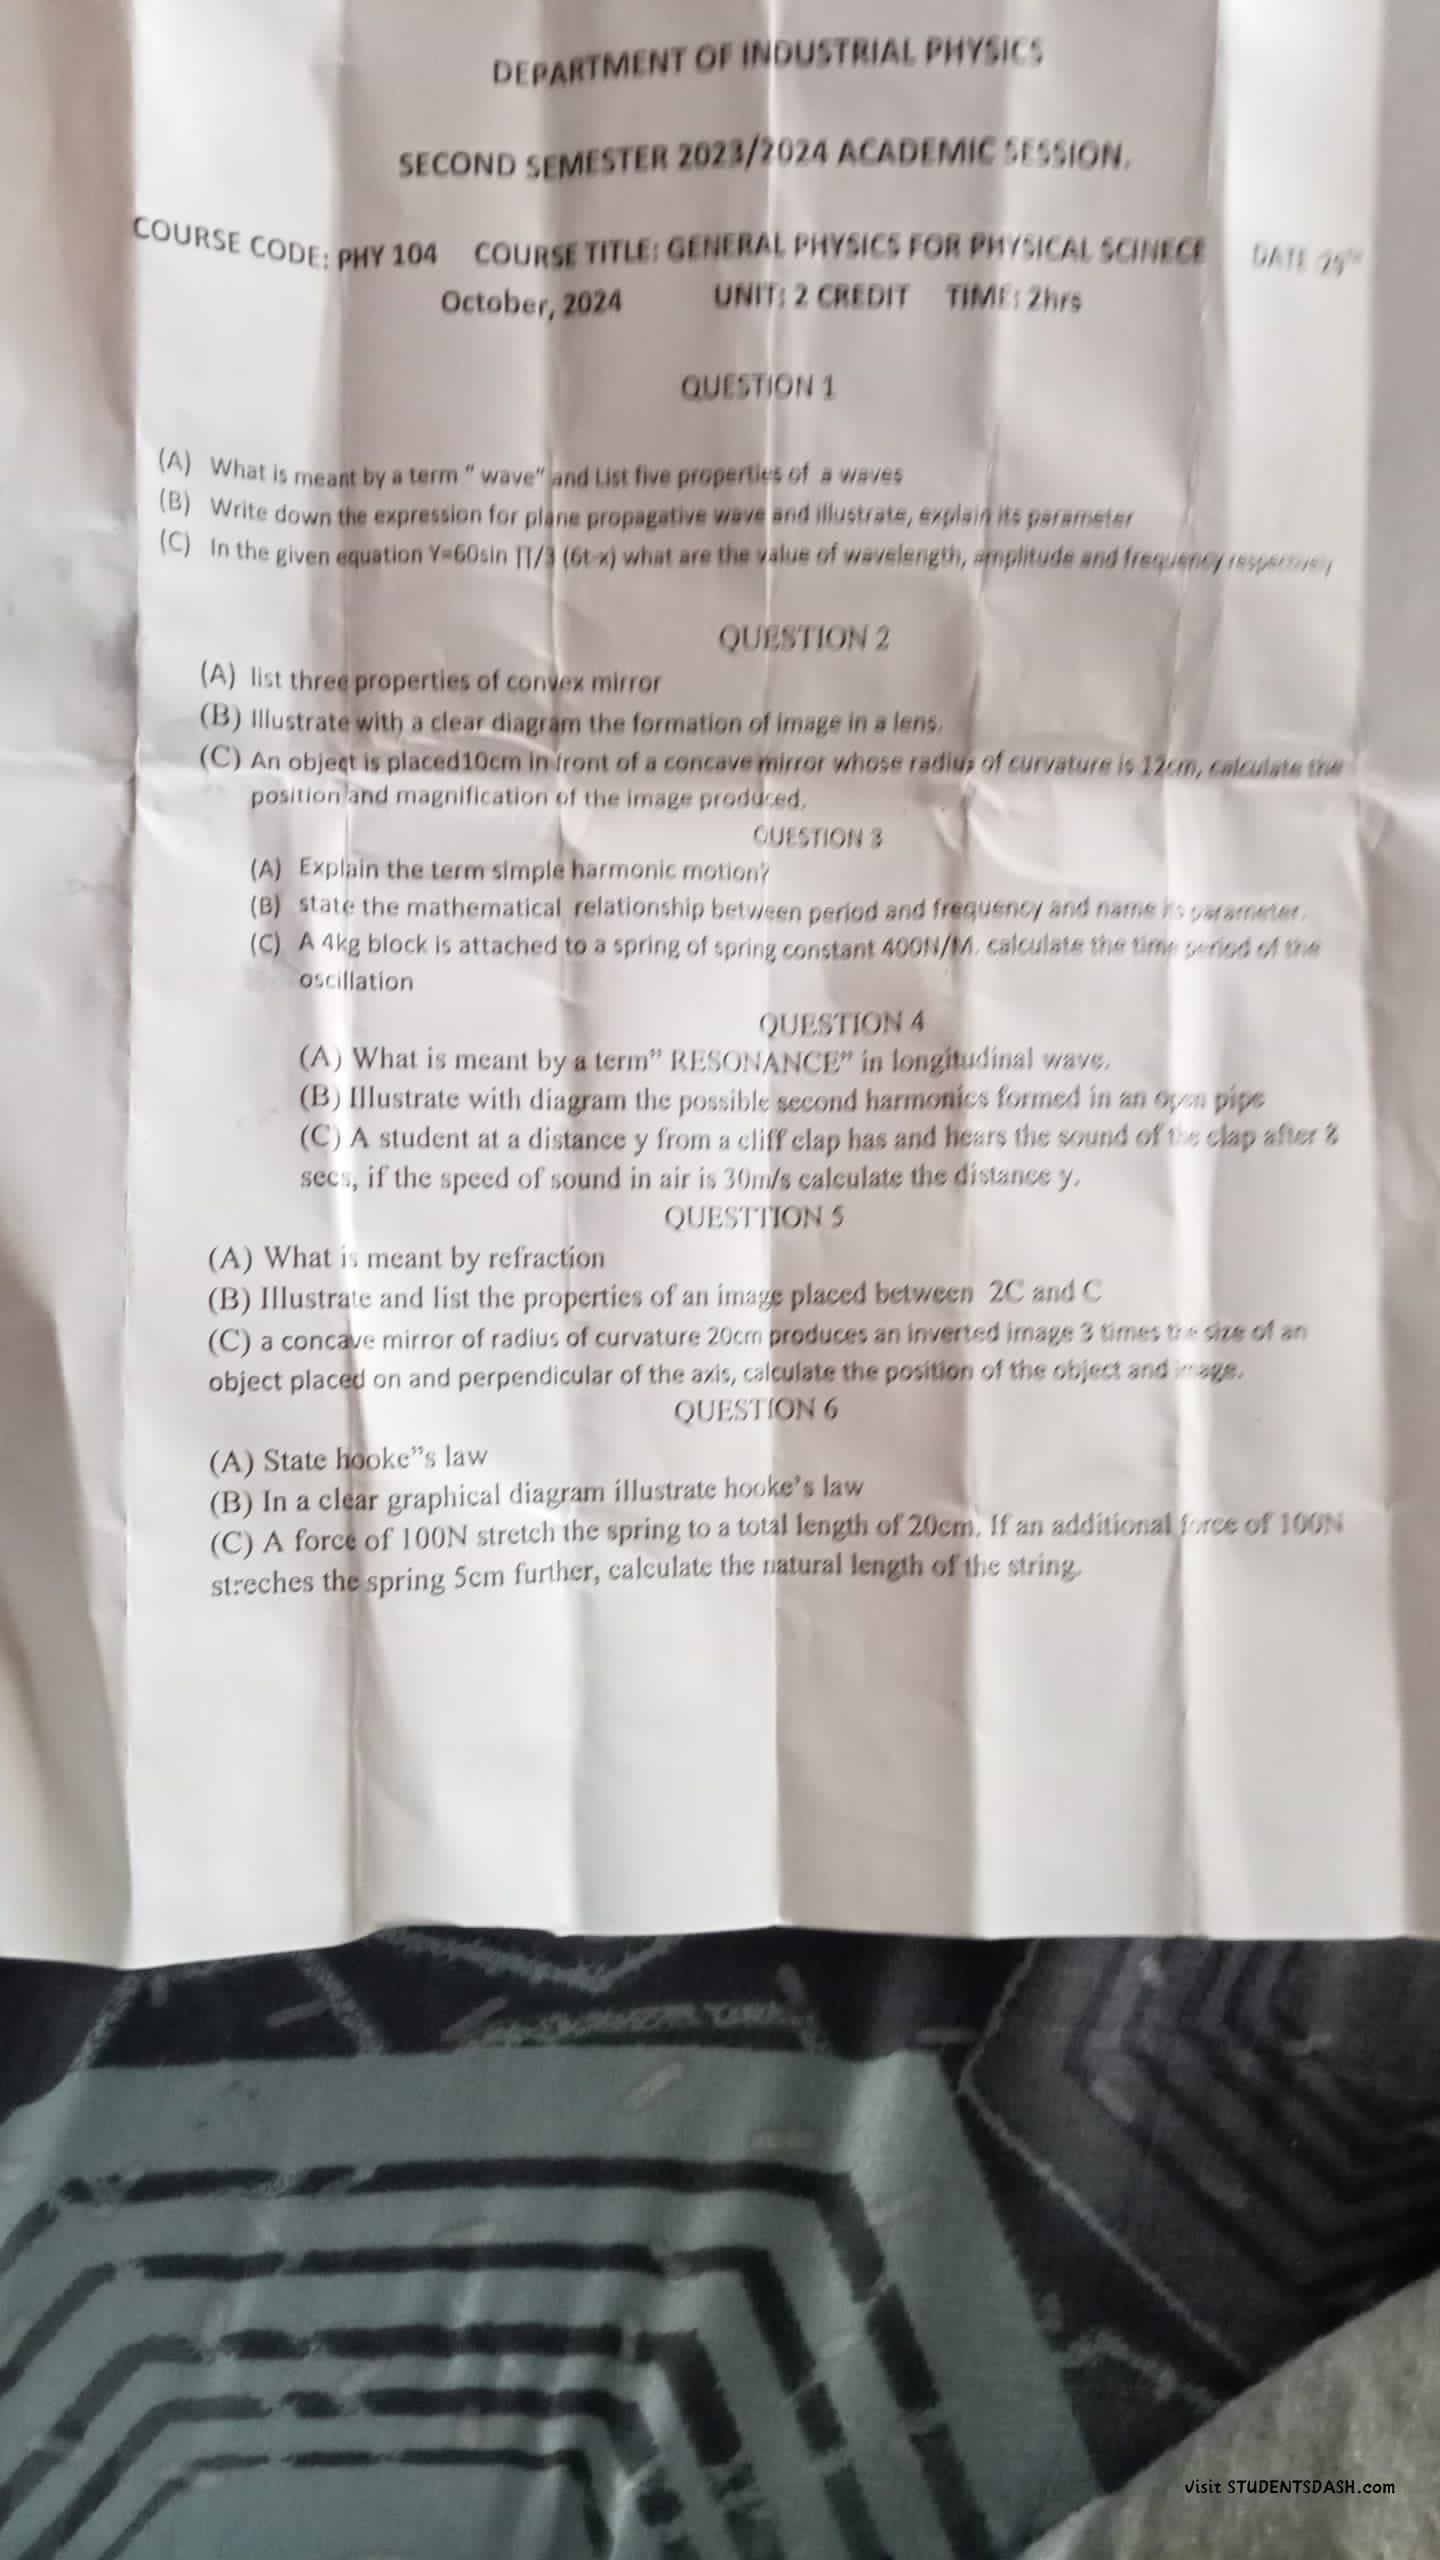 DEPARTMENT OF INDUSTRIAL PHYSICS
SECOND SEMESTER 2023/2024 ACADEMIC SESSION.
COURSE CODE: PHY 104 COURSE TITLE: GENERAL PHYSICS FOR PHYSICAL SCINECE DATE 29th
October, 2024 UNIT: 2 CREDIT TIME: 2hrs
QUESTION 1
(A) What is meant by a term “ wave” and List five properties of a waves
(B) Write down the expression for plane propagative wave and illustrate, explain its parameter
(C) In the given equation Y=60sin ∏/3 (6t-x) what are the value of wavelength, amplitude and frequency respectively
QUESTION 2
(A) list three properties of convex mirror
(B) Illustrate with a clear diagram the formation of image in a lens.
(C) An object is placed10cm in front of a concave mirror whose radius of curvature is 12cm, calculate the
position and magnification of the image produced.
QUESTION 3
(A) Explain the term simple harmonic motion?
(B) state the mathematical relationship between period and frequency and name its parameter.
(C) A 4kg block is attached to a spring of spring constant 400N/M. calculate the time period of the
oscillation
QUESTION 4
(A) What is meant by a term” RESONANCE” in longitudinal wave.
(B) Illustrate with diagram the possible second harmonics formed in an open pipe
(C) A student at a distance y from a cliff clap has and hears the sound of the clap after 8
secs, if the speed of sound in air is 30m/s calculate the distance y.
QUESTTION 5
(A) What is meant by refraction
(B) Illustrate and list the properties of an image placed between 2C and C
(C) a concave mirror of radius of curvature 20cm produces an inverted image 3 times the size of an
object placed on and perpendicular of the axis, calculate the position of the object and image.
QUESTION 6
(A) State hooke”s law
(B) In a clear graphical diagram illustrate hooke’s law
(C) A force of 100N stretch the spring to a total length of 20cm. If an additional force of 100N
streches the spring 5cm further, calculate the natural length of the string.
Visit STUDENTSDASH.com